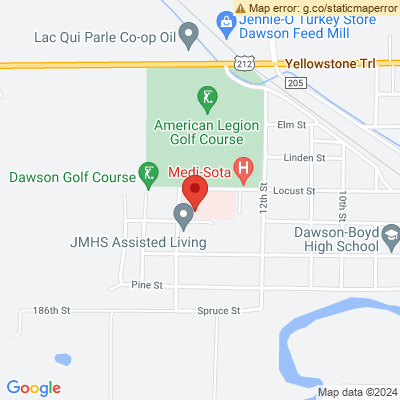 Map error: g.co/staticmaperror
Lac Qui Parle Co-op Oil
Jennie-O Turkey Store
Dawson Feed Mill
212
Yellowstone Trl
205
Elm St
American Legion
Golf Course
Linden St
Medi-Sota
H
Dawson Golf Course
Locust St
12th St
10th St
JMHS Assisted Living
Dawson-Boyd
High School
Pine St
186th St
Spruce St
Google
Map data ©2024